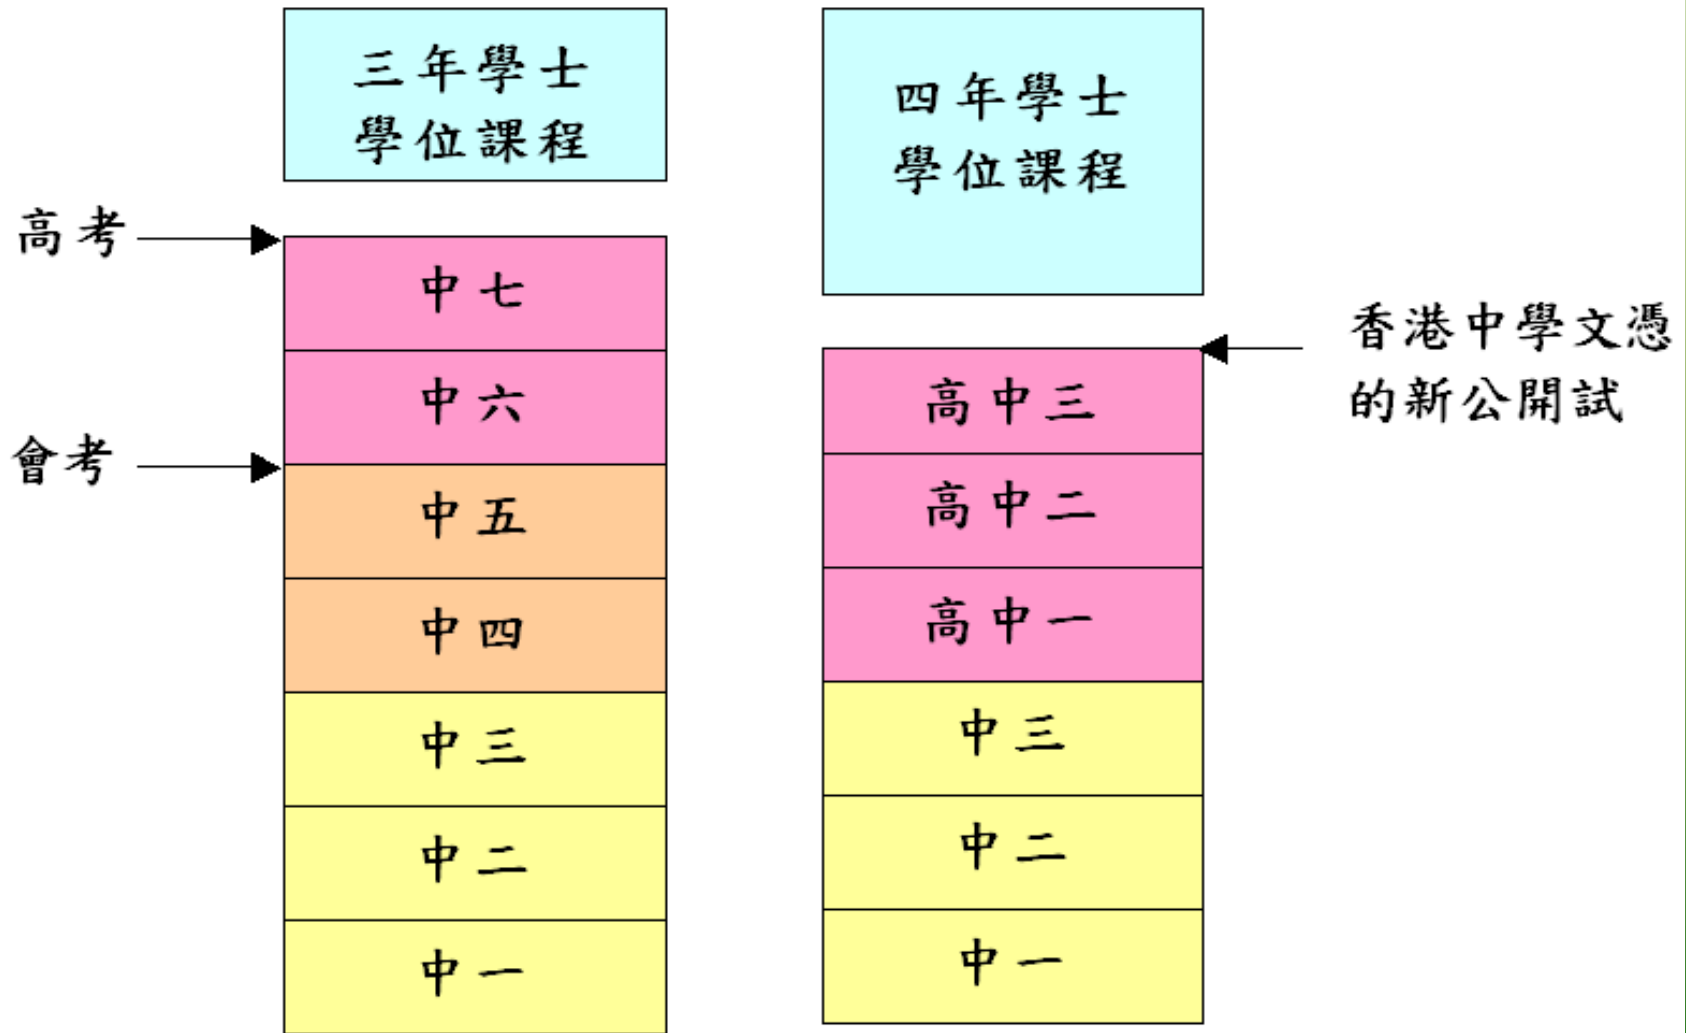 三年學士
學位課程
高考
中七
中六
會考
中五
中四
中三
中二
中一
四年學士
學位課程
香港中學文憑
的新公開試
高中三
高中二
高中一
中三
中二
中一